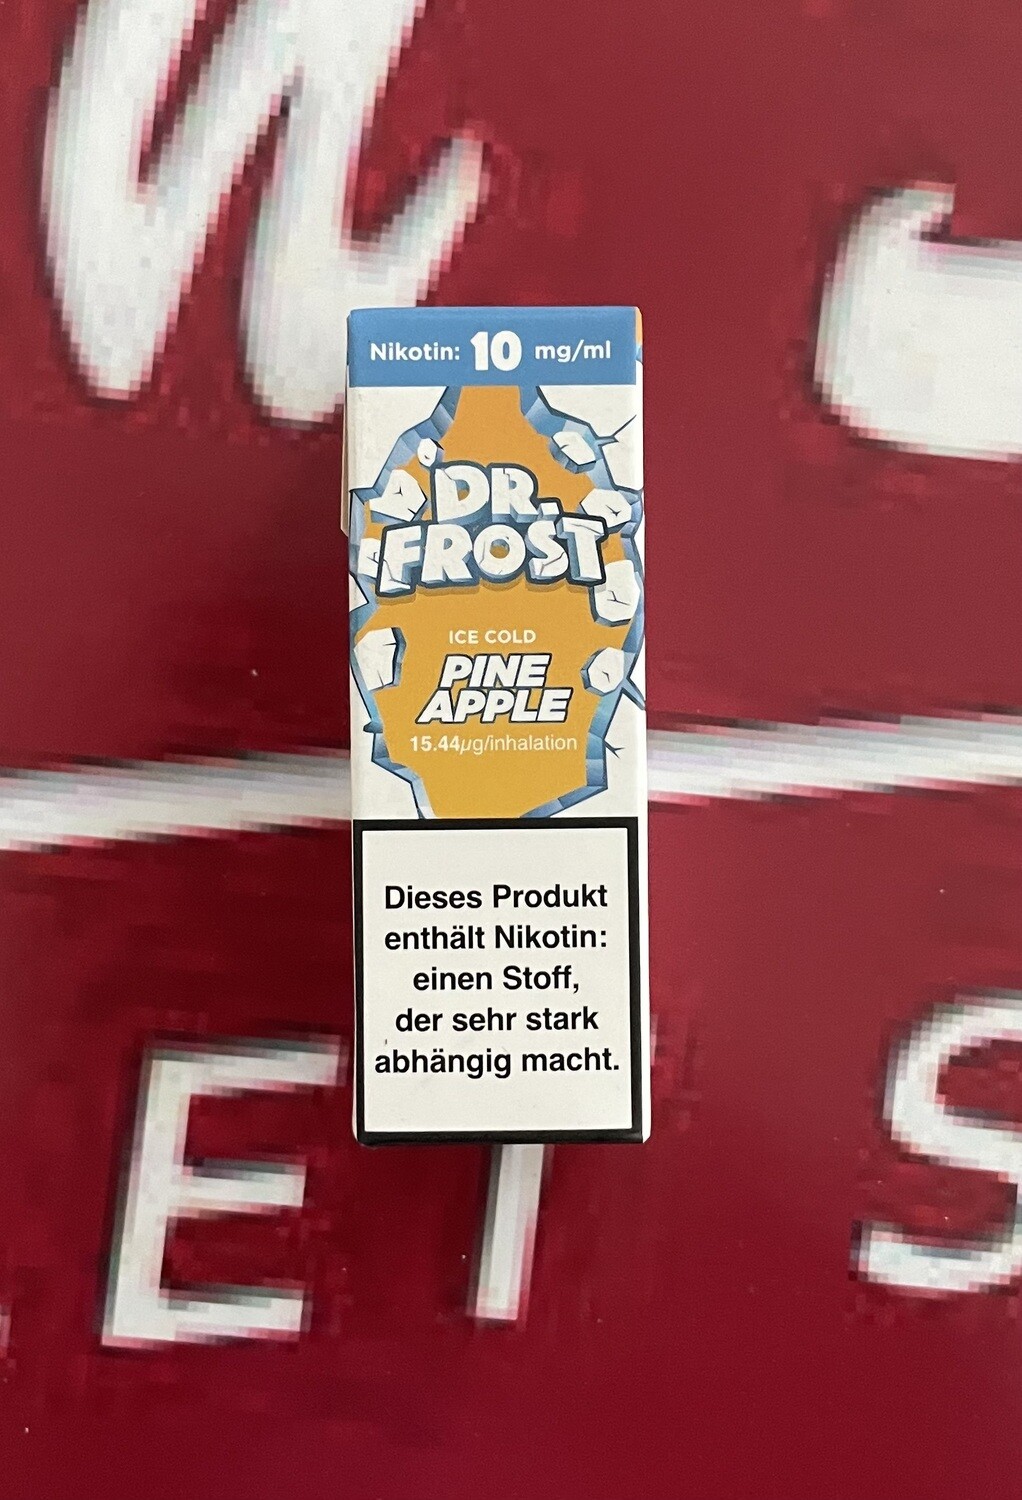 Nikotin: 10 mg/ml
DR.
FROST
ICE COLD
PINE
APPLE
15.44µg/inhalation
Dieses Produkt
enthält Nikotin:
einen Stoff,
der sehr stark
abhängig macht.